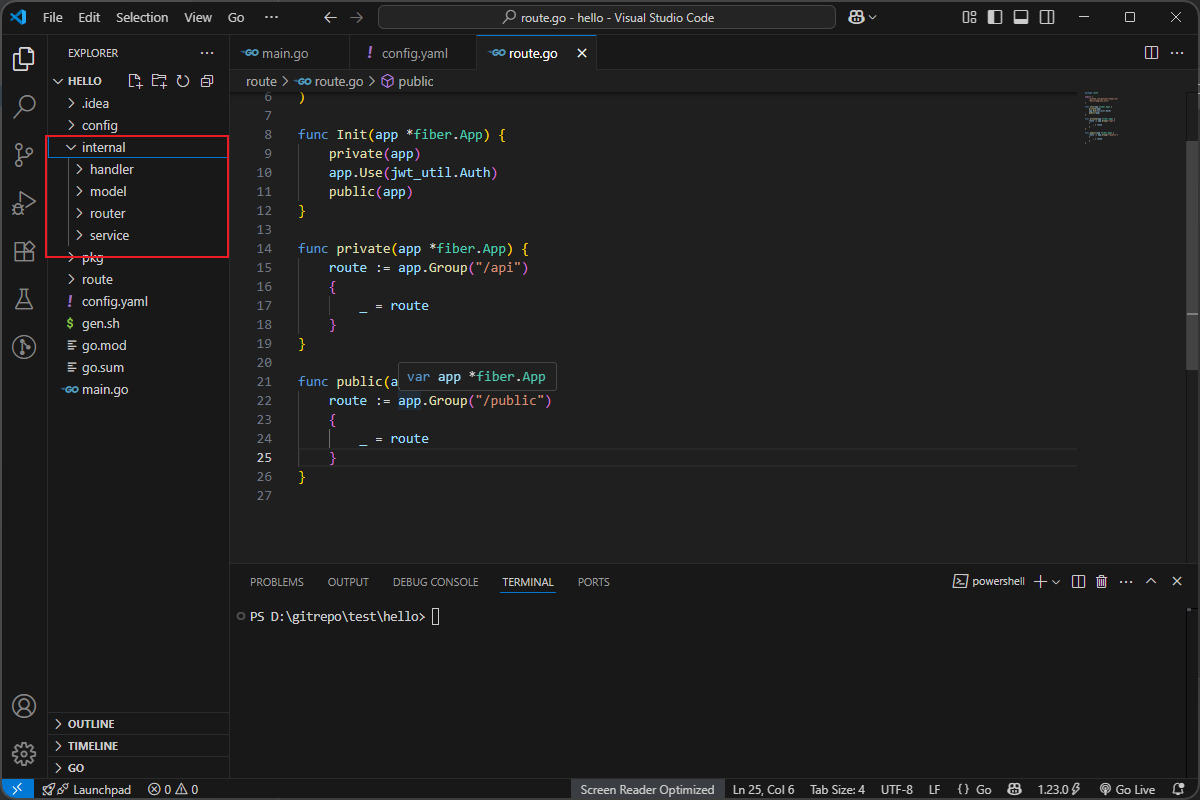 File Edit Selection View Go ··· route.go - hello - Visual Studio Code
EXPLORER
HELLO
.idea
config
internal
handler
model
router
service
pkg
route
! config.yaml
$ gen.sh
go.mod
go.sum
GO main.go
OUTLINE
TIMELINE
GO
GO main.go ! config.yaml GO route.go
route > GO route.go > public
6 )
7
8 func Init(app *fiber.App) {
9 private(app)
10 app.Use(jwt_util.Auth)
11 public(app)
12 }
13
14 func private(app *fiber.App) {
15 route := app.Group("/api")
16 {
17 _ = route
18 }
19 }
20
var app *fiber.App
21 func public(a
22 route := app.Group("/public")
23 {
24 _ = route
25 }
26 }
27
PROBLEMS OUTPUT DEBUG CONSOLE TERMINAL PORTS powershell
PS D:\gitrepo\test\hello>
Launchpad 0 0 Screen Reader Optimized Ln 25, Col 6 Tab Size: 4 UTF-8 LF {} Go 1.23.0 Go Live